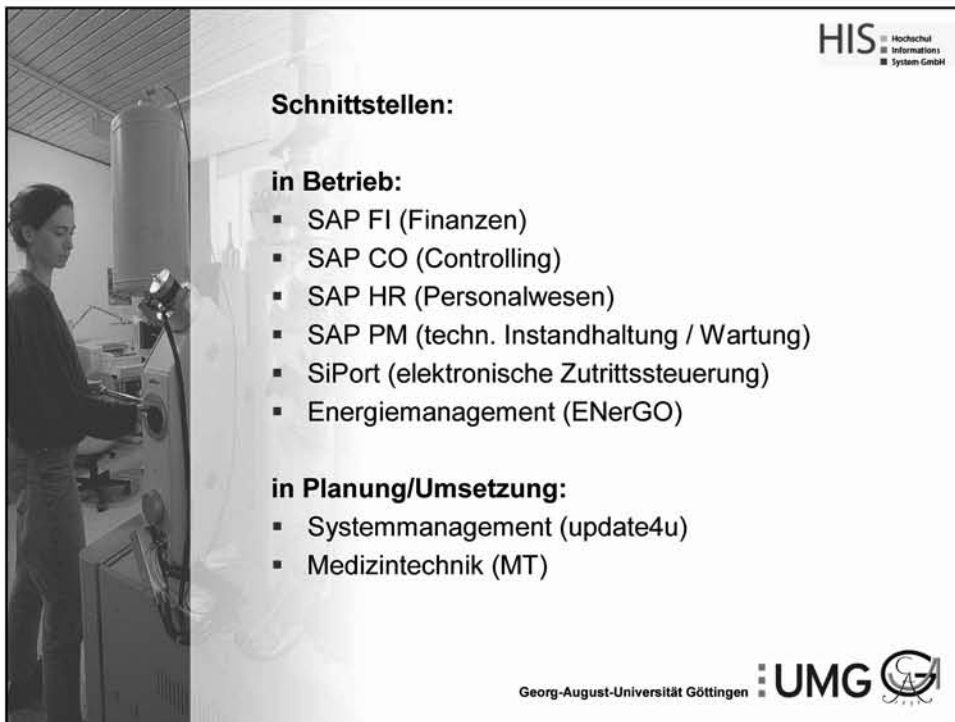 HIS
Hochschul
Informations
System GmbH
Schnittstellen:
in Betrieb:
▪ SAP FI (Finanzen)
▪ SAP CO (Controlling)
▪ SAP HR (Personalwesen)
▪ SAP PM (techn. Instandhaltung / Wartung)
▪ SiPort (elektronische Zutrittssteuerung)
▪ Energiemanagement (ENerGO)
in Planung/Umsetzung:
▪ Systemmanagement (update4u)
▪ Medizintechnik (MT)
Georg-August-Universität Göttingen UMG